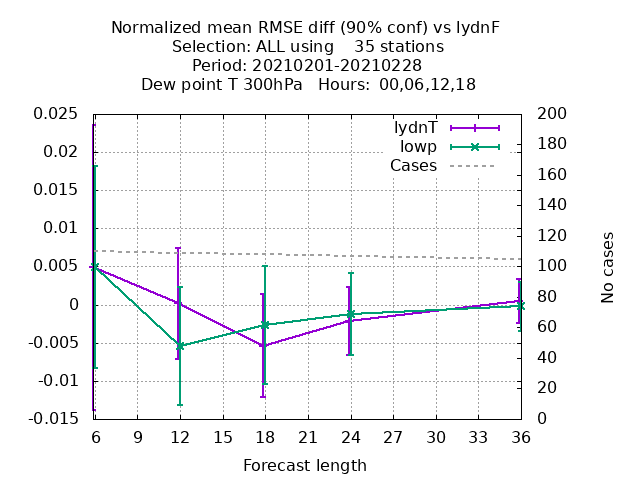 Normalized mean RMSE diff (90% conf) vs lydnF
Selection: ALL using    35 stations
Period: 20210201-20210228
Dew point T 300hPa   Hours:  00,06,12,18
0.025
0.02
0.015
0.01
0.005
0
-0.005
-0.01
-0.015
200
180
160
140
120
100
80
60
40
20
0
lydnT
lowp
Cases
No cases
6 9 12 15 18 21 24 27 30 33 36
Forecast length